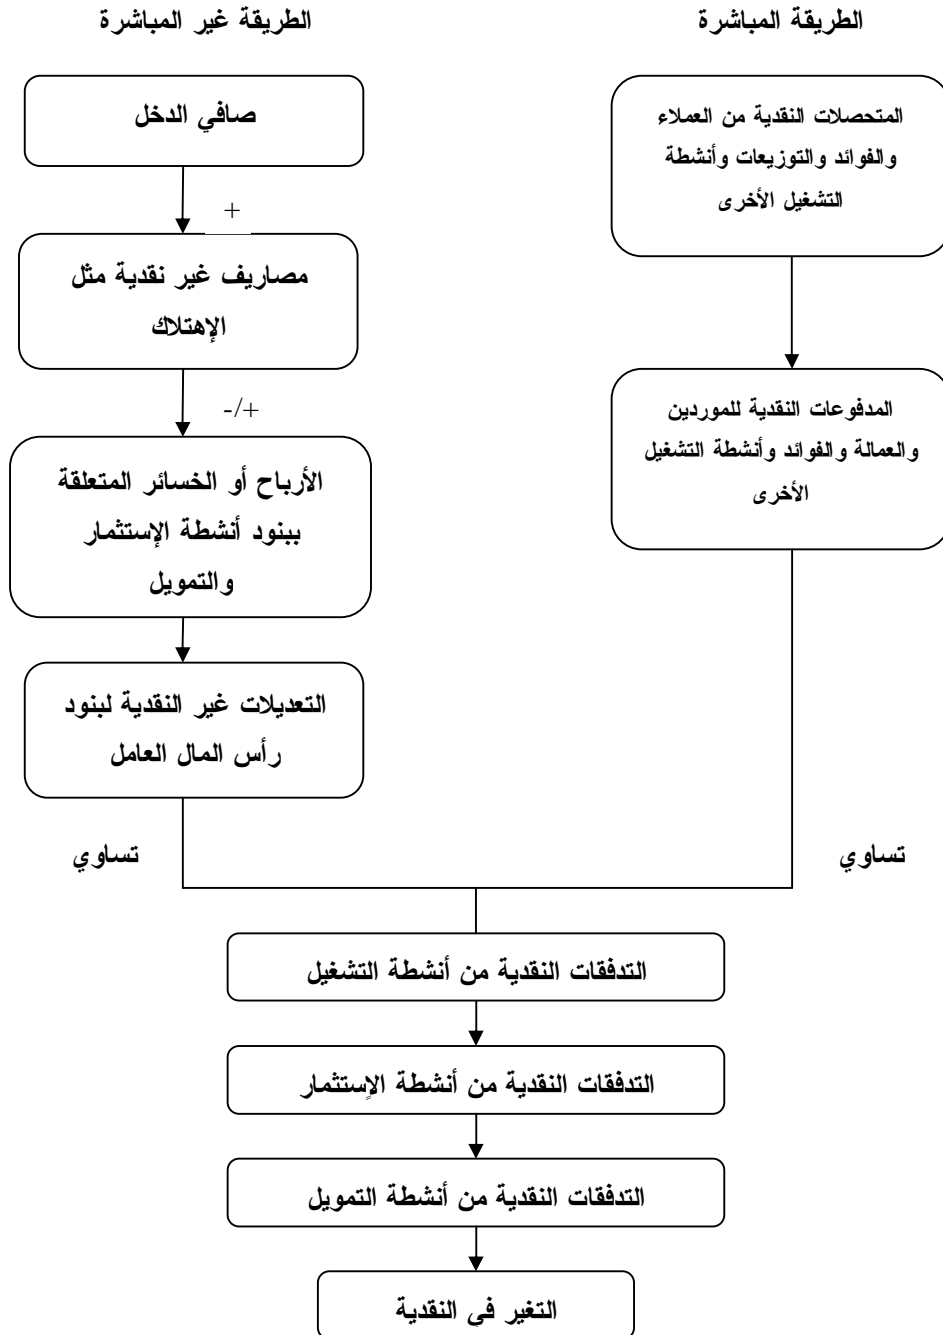 الطريقة المباشرة
الطريقة غير المباشرة
المتحصلات النقدية من العملاء
والفوائد والتوزيعات وأنشطة
التشغيل الأخرى
المدفوعات النقدية للموردين
والعمالة والفوائد وأنشطة التشغيل
الأخرى
تساوي
صافي الدخل
+
مصاريف غير نقدية مثل
الإهتلاك
-/+
الأرباح أو الخسائر المتعلقة
ببنود أنشطة الإستثمار
والتمويل
التعديلات غير النقدية لبنود
رأس المال العامل
تساوي
التدفقات النقدية من أنشطة التشغيل
التدفقات النقدية من أنشطة الإستثمار
التدفقات النقدية من أنشطة التمويل
التغير في النقدية